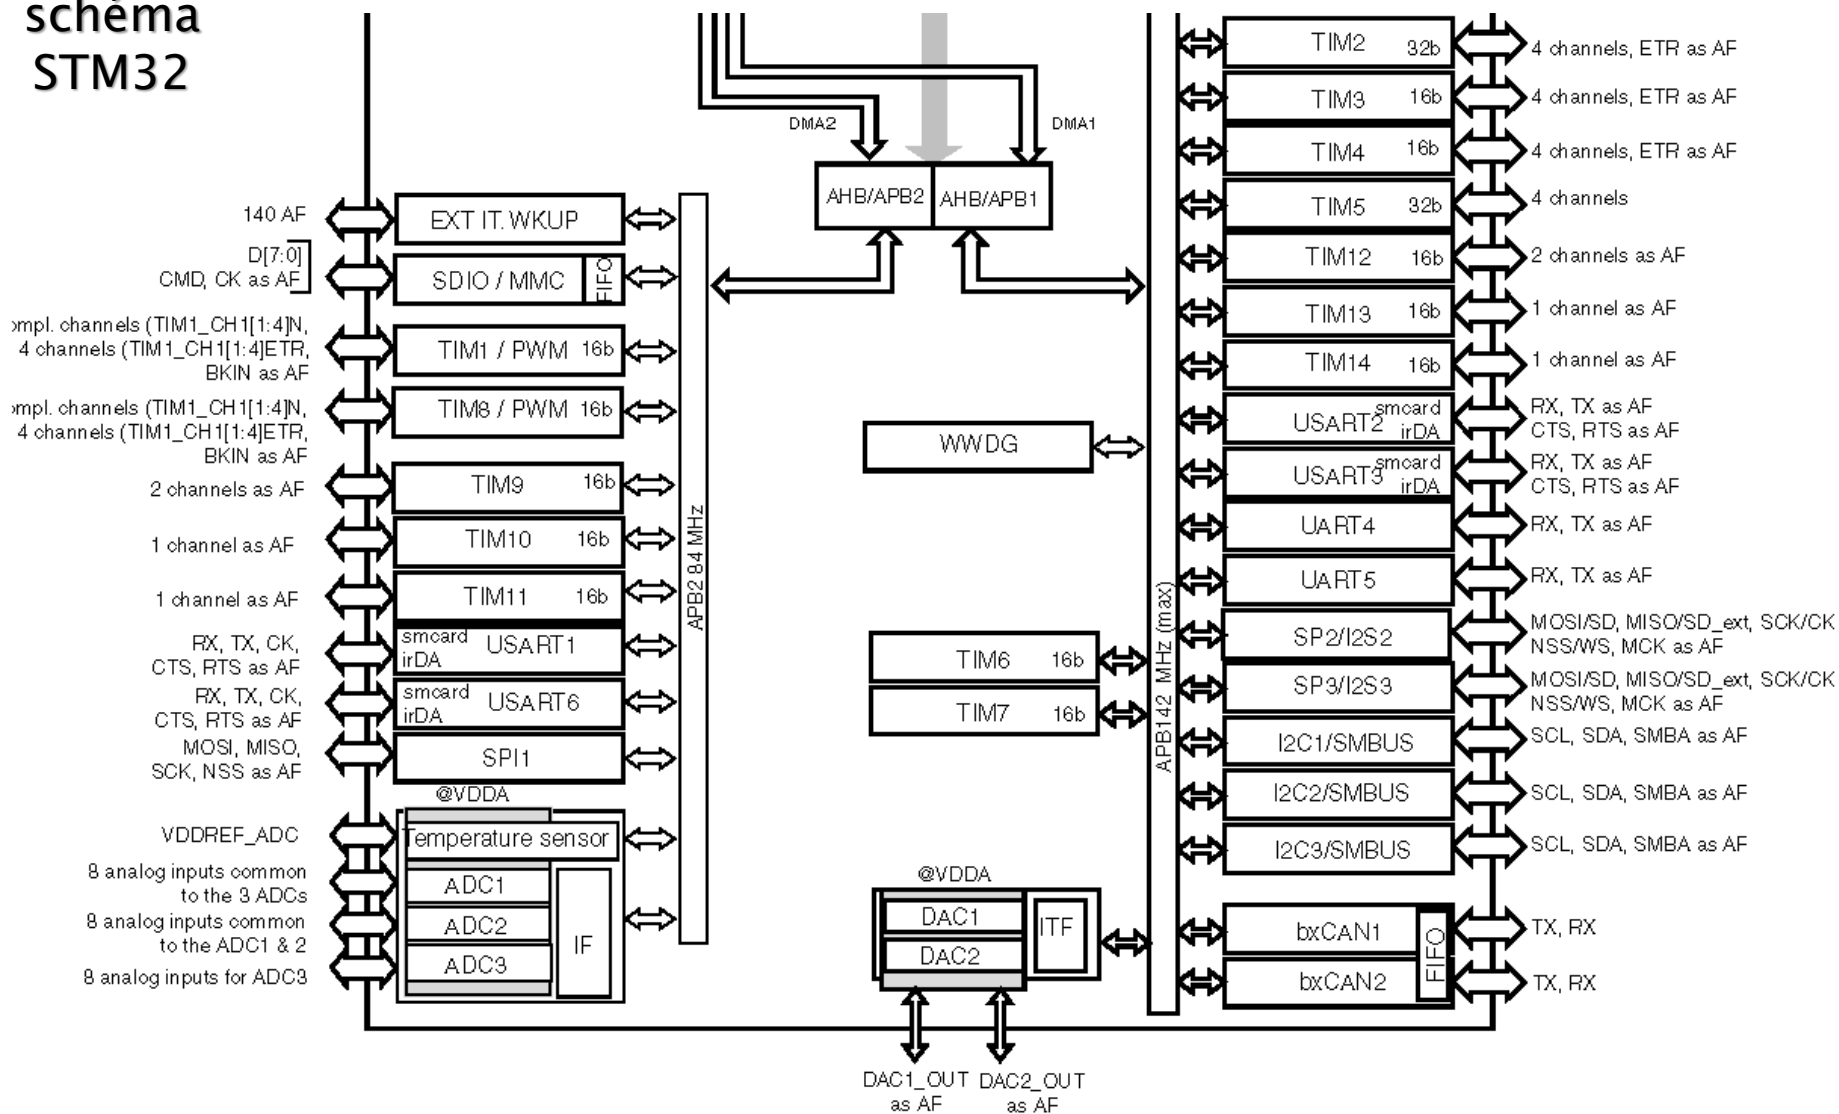 schéma
STM32
DMA2
DMA1
AHB/APB2
AHB/APB1
140 AF
EXT IT. WKUP
D[7:0]
CMD, CK as AF
SDIO / MMC
FIFO
ompl. channels (TIM1_CH1[1:4]N,
4 channels (TIM1_CH1[1:4]ETR,
BKIN as AF
TIM1 / PWM 16b
ompl. channels (TIM1_CH1[1:4]N,
4 channels (TIM1_CH1[1:4]ETR,
BKIN as AF
TIM8 / PWM 16b
2 channels as AF
TIM9 16b
1 channel as AF
TIM10 16b
1 channel as AF
TIM11 16b
RX, TX, CK,
CTS, RTS as AF
smcard
irDA
USART1
RX, TX, CK,
CTS, RTS as AF
smcard
irDA
USART6
MOSI, MISO,
SCK, NSS as AF
SPI1
@VDDA
VDDREF_ADC
Temperature sensor
8 analog inputs common
to the 3 ADCs
ADC1
8 analog inputs common
to the ADC1 & 2
ADC2
8 analog inputs for ADC3
ADC3
IF
APB2 84 MHz
WWDG
TIM6 16b
TIM7 16b
@VDDA
DAC1
DAC2
ITF
DAC1_OUT
as AF
DAC2_OUT
as AF
APB142 MHz (max)
TIM2 32b
4 channels, ETR as AF
TIM3 16b
4 channels, ETR as AF
TIM4 16b
4 channels, ETR as AF
TIM5 32b
4 channels
TIM12 16b
2 channels as AF
TIM13 16b
1 channel as AF
TIM14 16b
1 channel as AF
USART2
smcard
irDA
RX, TX as AF
CTS, RTS as AF
USART3
smcard
irDA
RX, TX as AF
CTS, RTS as AF
UART4
RX, TX as AF
UART5
RX, TX as AF
SP2/I2S2
MOSI/SD, MISO/SD_ext, SCK/CK
NSS/WS, MCK as AF
SP3/I2S3
MOSI/SD, MISO/SD_ext, SCK/CK
NSS/WS, MCK as AF
I2C1/SMBUS
SCL, SDA, SMBA as AF
I2C2/SMBUS
SCL, SDA, SMBA as AF
I2C3/SMBUS
SCL, SDA, SMBA as AF
bxCAN1
TX, RX
bxCAN2
TX, RX
FIFO